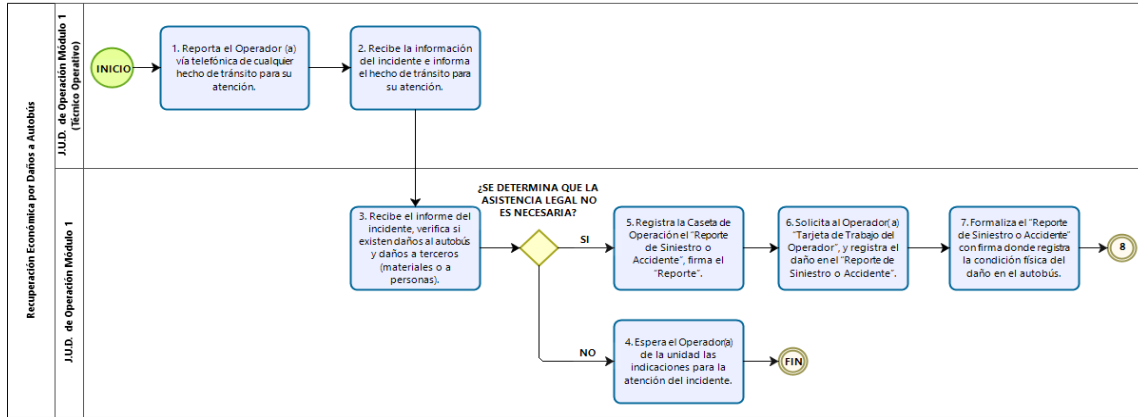 Recuperación Económica por Daños a Autobús
J.U.D. de Operación Módulo 1
(Técnico Operativo)
INICIO
1. Reporta el Operador (a)
vía telefónica de cualquier
hecho de tránsito para su
atención.
2. Recibe la información
del incidente e informa
el hecho de tránsito para
su atención.
J.U.D. de Operación Módulo 1
3. Recibe el informe del
incidente, verifica si
existen daños al autobús
y daños a terceros
(materiales o a
personas).
¿SE DETERMINA QUE LA
ASISTENCIA LEGAL NO
ES NECESARIA?
SI
5. Registra la Caseta de
Operación el "Reporte
de Siniestro o
Accidente", firma el
"Reporte".
6. Solicita al Operador(a)
"Tarjeta de Trabajo del
Operador", y registra el
daño en el "Reporte de
Siniestro o Accidente".
7. Formaliza el "Reporte
de Siniestro o Accidente"
con firma donde registra
la condición física del
daño en el autobús.
8
NO
4. Espera el Operador(a)
de la unidad las
indicaciones para la
atención del incidente.
FIN